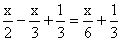 x/2 - x/3 + 1/3 = x/6 + 1/3